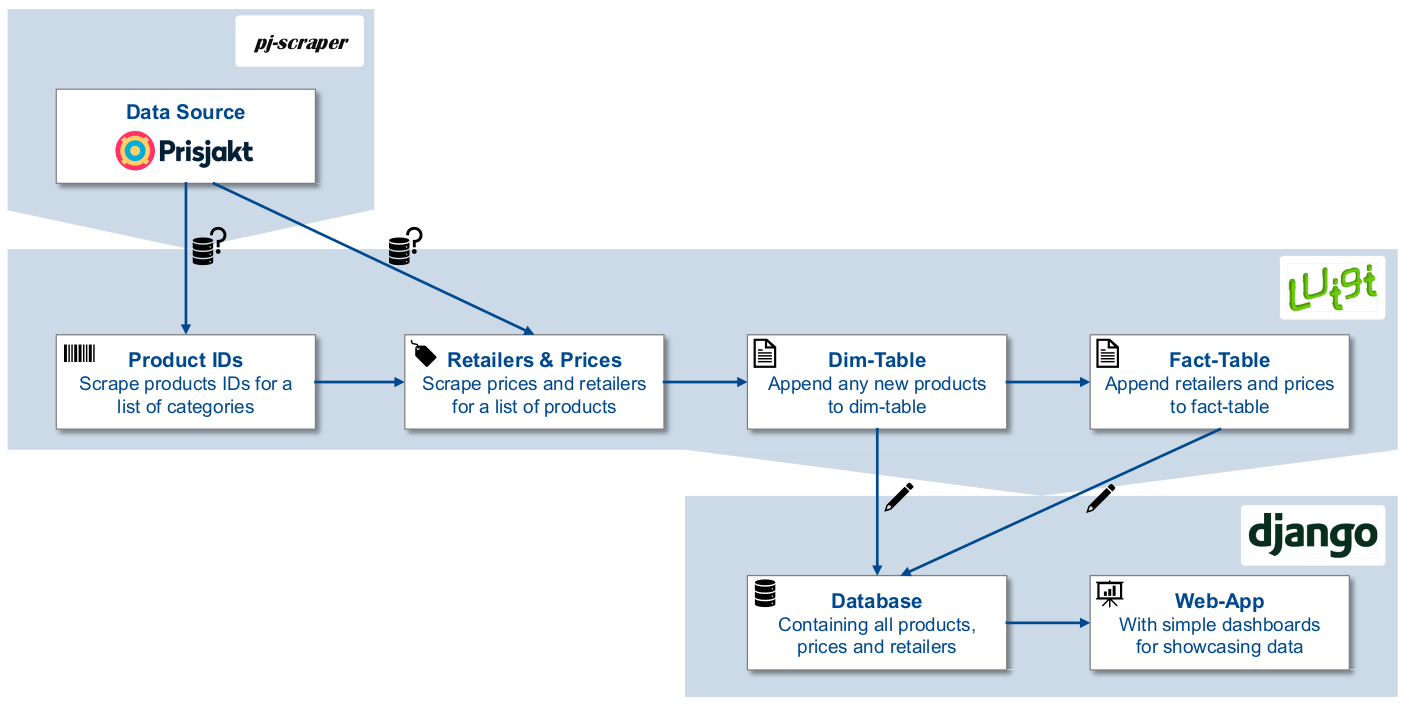 pj-scraper
Data Source
Prisjakt
Luigi
Product IDs
Scrape products IDs for a
list of categories
Retailers & Prices
Scrape prices and retailers
for a list of products
Dim-Table
Append any new products
to dim-table
Fact-Table
Append retailers and prices
to fact-table
django
Database
Containing all products,
prices and retailers
Web-App
With simple dashboards
for showcasing data